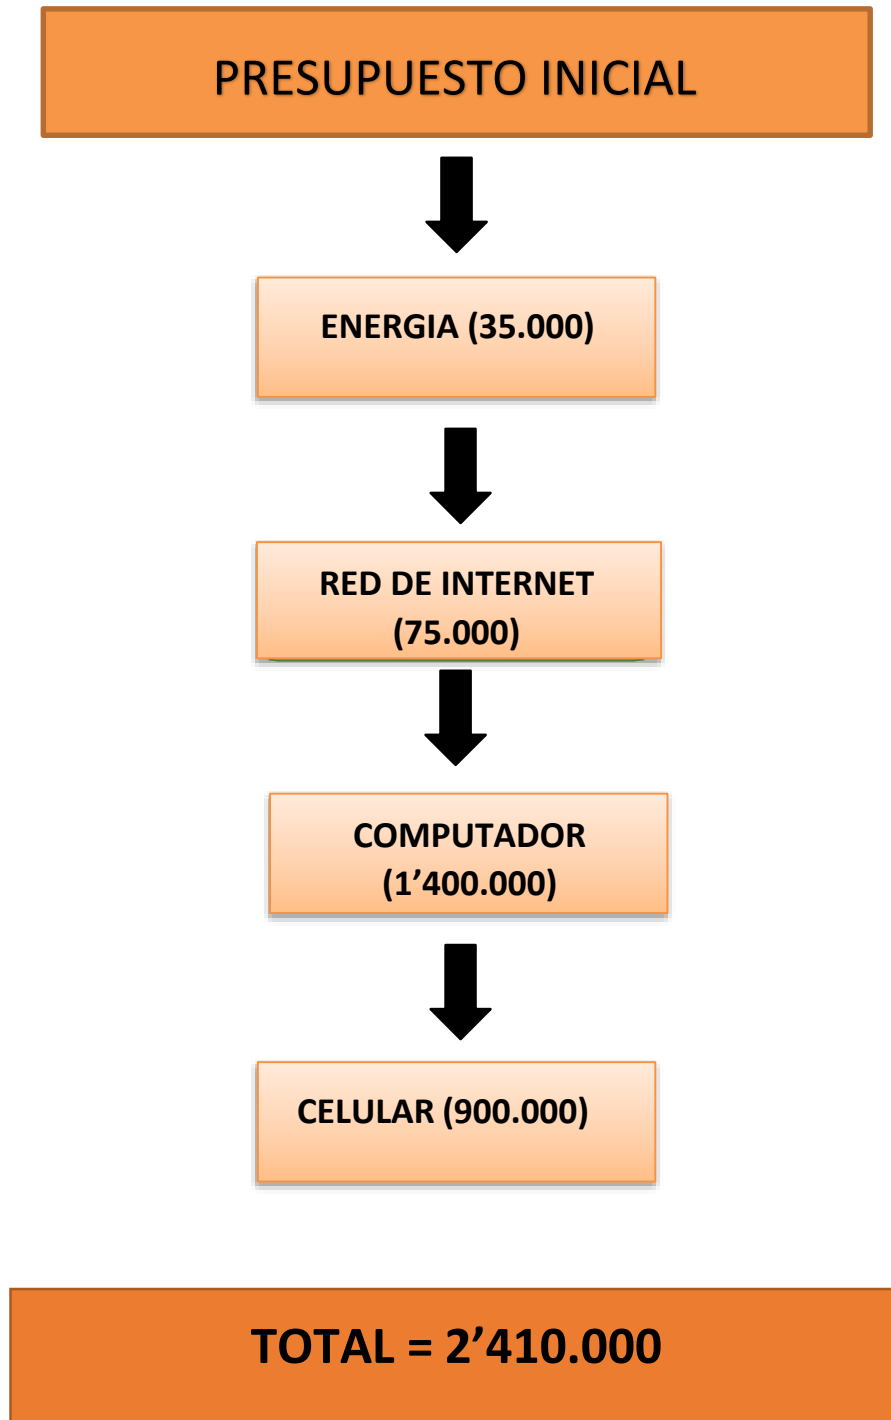 PRESUPUESTO INICIAL
ENERGIA (35.000)
RED DE INTERNET
(75.000)
COMPUTADOR
(1’400.000)
CELULAR (900.000)
TOTAL = 2’410.000